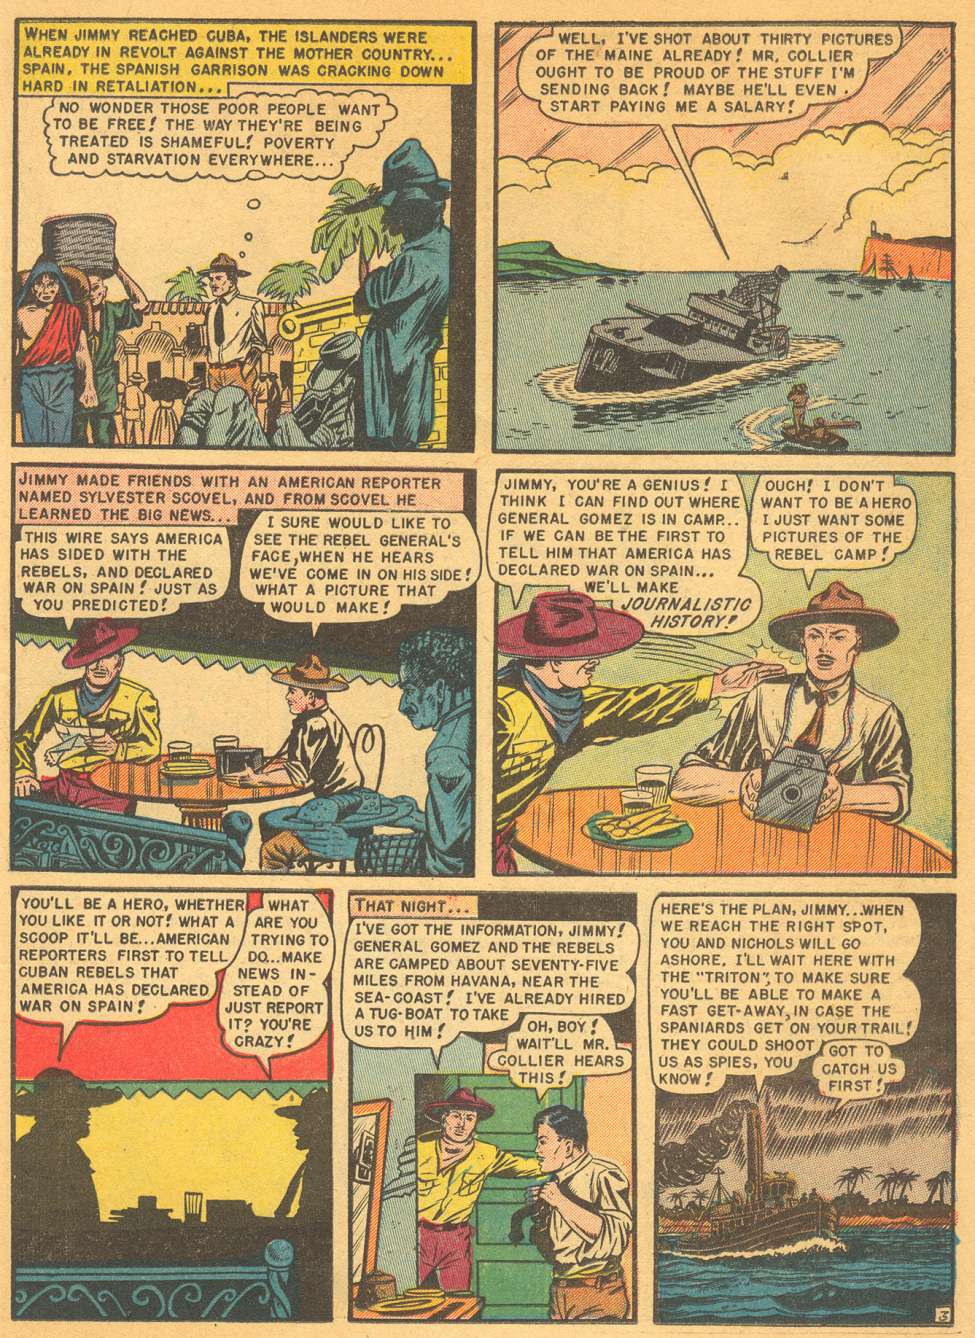 WHEN JIMMY REACHED CUBA, THE ISLANDERS WERE
ALREADY IN REVOLT AGAINST THE MOTHER COUNTRY...
SPAIN. THE SPANISH GARRISON WAS CRACKING DOWN
HARD IN RETALIATION...
NO WONDER THOSE POOR PEOPLE WANT
TO BE FREE! THE WAY THEY'RE BEING
TREATED IS SHAMEFUL! POVERTY
AND STARVATION EVERYWHERE...
WELL, I'VE SHOT ABOUT THIRTY PICTURES
OF THE MAINE ALREADY! MR. COLLIER
OUGHT TO BE PROUD OF THE STUFF I'M
SENDING BACK! MAYBE HE'LL EVEN
START PAYING ME A SALARY!
JIMMY MADE FRIENDS WITH AN AMERICAN REPORTER
NAMED SYLVESTER SCOVEL, AND FROM SCOVEL HE
LEARNED THE BIG NEWS...
THIS WIRE SAYS AMERICA
HAS SIDED WITH THE
REBELS, AND DECLARED
WAR ON SPAIN! JUST AS
YOU PREDICTED!
I SURE WOULD LIKE TO
SEE THE REBEL GENERAL'S
FACE, WHEN HE HEARS
WE'VE COME IN ON HIS SIDE!
WHAT A PICTURE THAT
WOULD MAKE!
JIMMY, YOU'RE A GENIUS! I
THINK I CAN FIND OUT WHERE
GENERAL GOMEZ IS IN CAMP...
IF WE CAN BE THE FIRST TO
TELL HIM THAT AMERICA HAS
DECLARED WAR ON SPAIN...
WE'LL MAKE
JOURNALISTIC
HISTORY!
OUCH! I DON'T
WANT TO BE A HERO
I JUST WANT SOME
PICTURES OF THE
REBEL CAMP!
YOU'LL BE A HERO, WHETHER
YOU LIKE IT OR NOT! WHAT A
SCOOP IT'LL BE...AMERICAN
REPORTERS FIRST TO TELL
CUBAN REBELS THAT
AMERICA HAS DECLARED
WAR ON SPAIN!
WHAT
ARE YOU
TRYING TO
DO...MAKE
NEWS IN-
STEAD OF
JUST REPORT
IT? YOU'RE
CRAZY!
THAT NIGHT...
I'VE GOT THE INFORMATION, JIMMY!
GENERAL GOMEZ AND THE REBELS
ARE CAMPED ABOUT SEVENTY-FIVE
MILES FROM HAVANA, NEAR THE
SEA-COAST! I'VE ALREADY HIRED
A TUG-BOAT TO TAKE
US TO HIM!
OH, BOY!
WAIT'LL MR.
COLLIER HEARS
THIS!
HERE'S THE PLAN, JIMMY...WHEN
WE REACH THE RIGHT SPOT,
YOU AND NICHOLS WILL GO
ASHORE. I'LL WAIT HERE WITH
THE "TRITON", TO MAKE SURE
YOU'LL BE ABLE TO MAKE A
FAST GET-AWAY, IN CASE THE
SPANIARDS GET ON YOUR TRAIL!
THEY COULD SHOOT
US AS SPIES, YOU
KNOW!
GOT TO
CATCH US
FIRST!
3